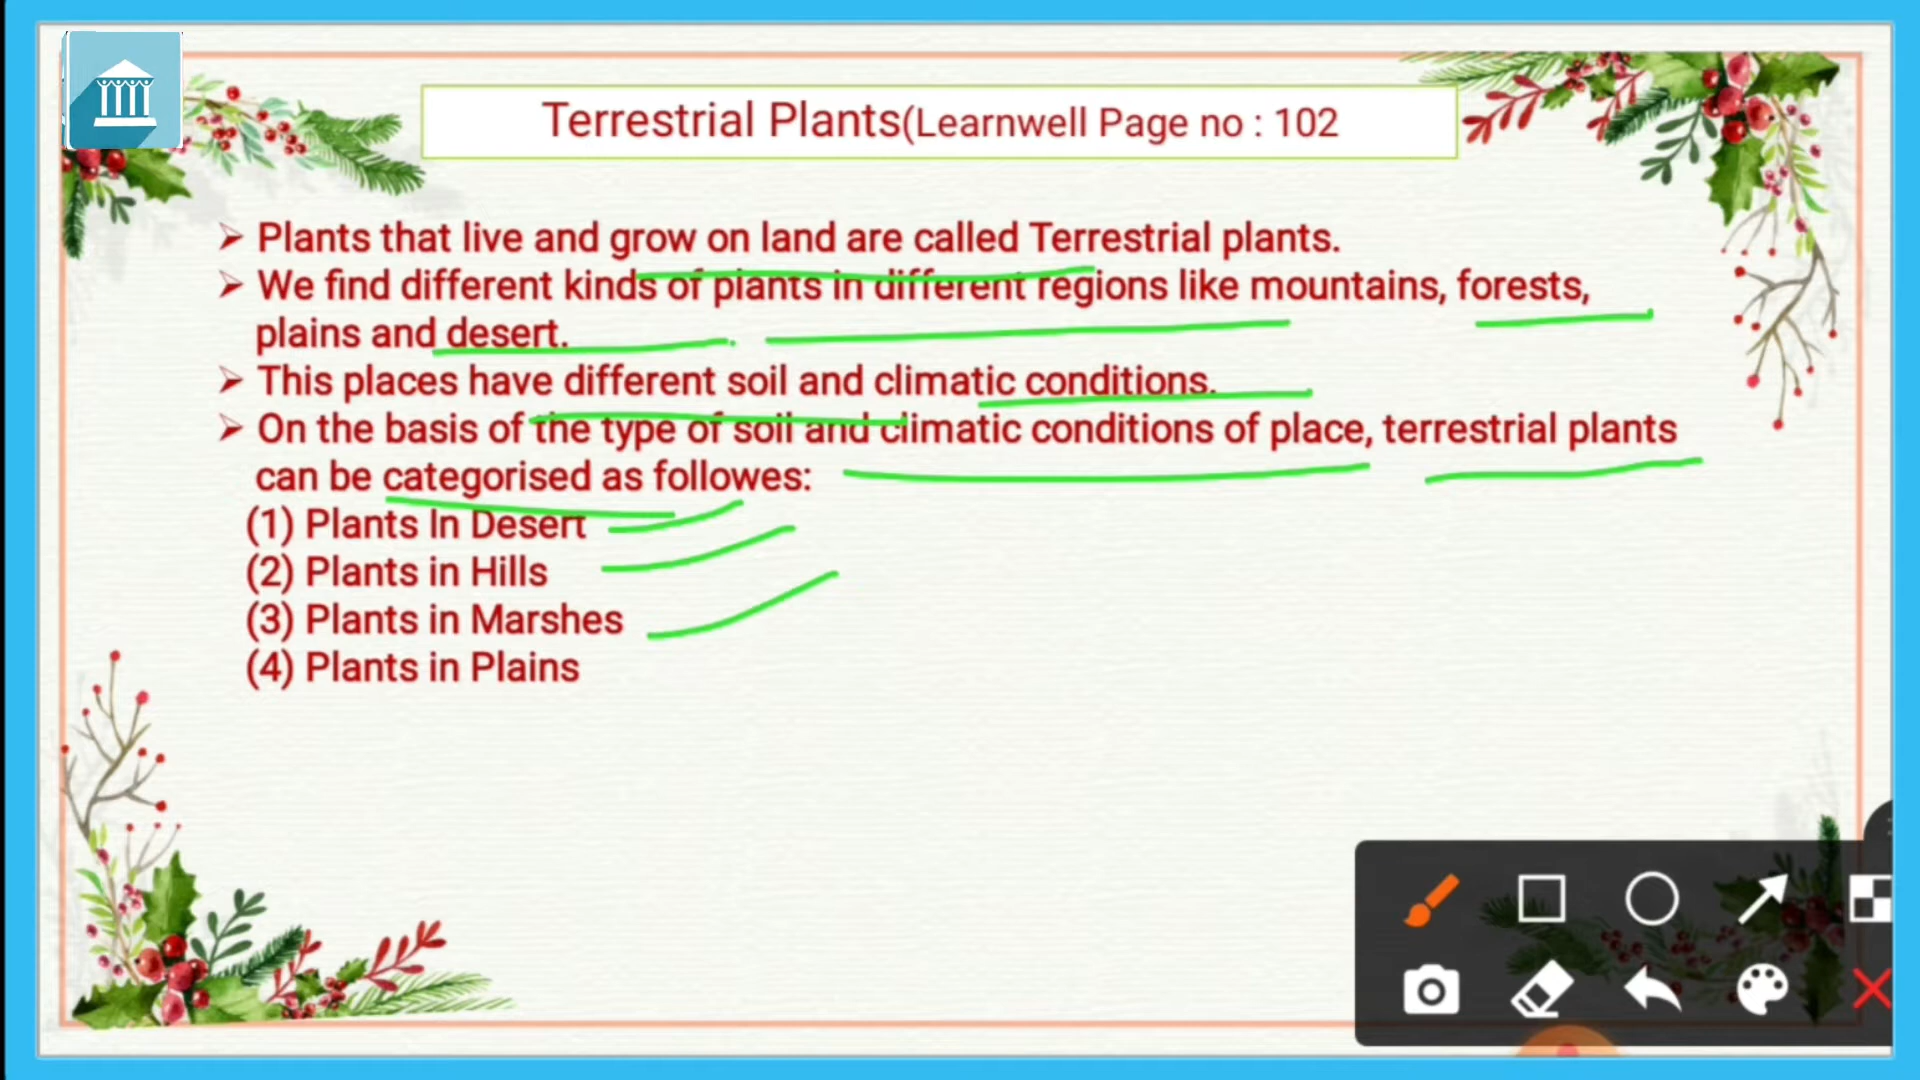 Terrestrial Plants(Learnwell Page no : 102
➢ Plants that live and grow on land are called Terrestrial plants.
➢ We find different kinds of plants in different regions like mountains, forests,
plains and desert.
➢ This places have different soil and climatic conditions.
➢ On the basis of the type of soil and climatic conditions of place, terrestrial plants
can be categorised as followes:
(1) Plants In Desert
(2) Plants in Hills
(3) Plants in Marshes
(4) Plants in Plains